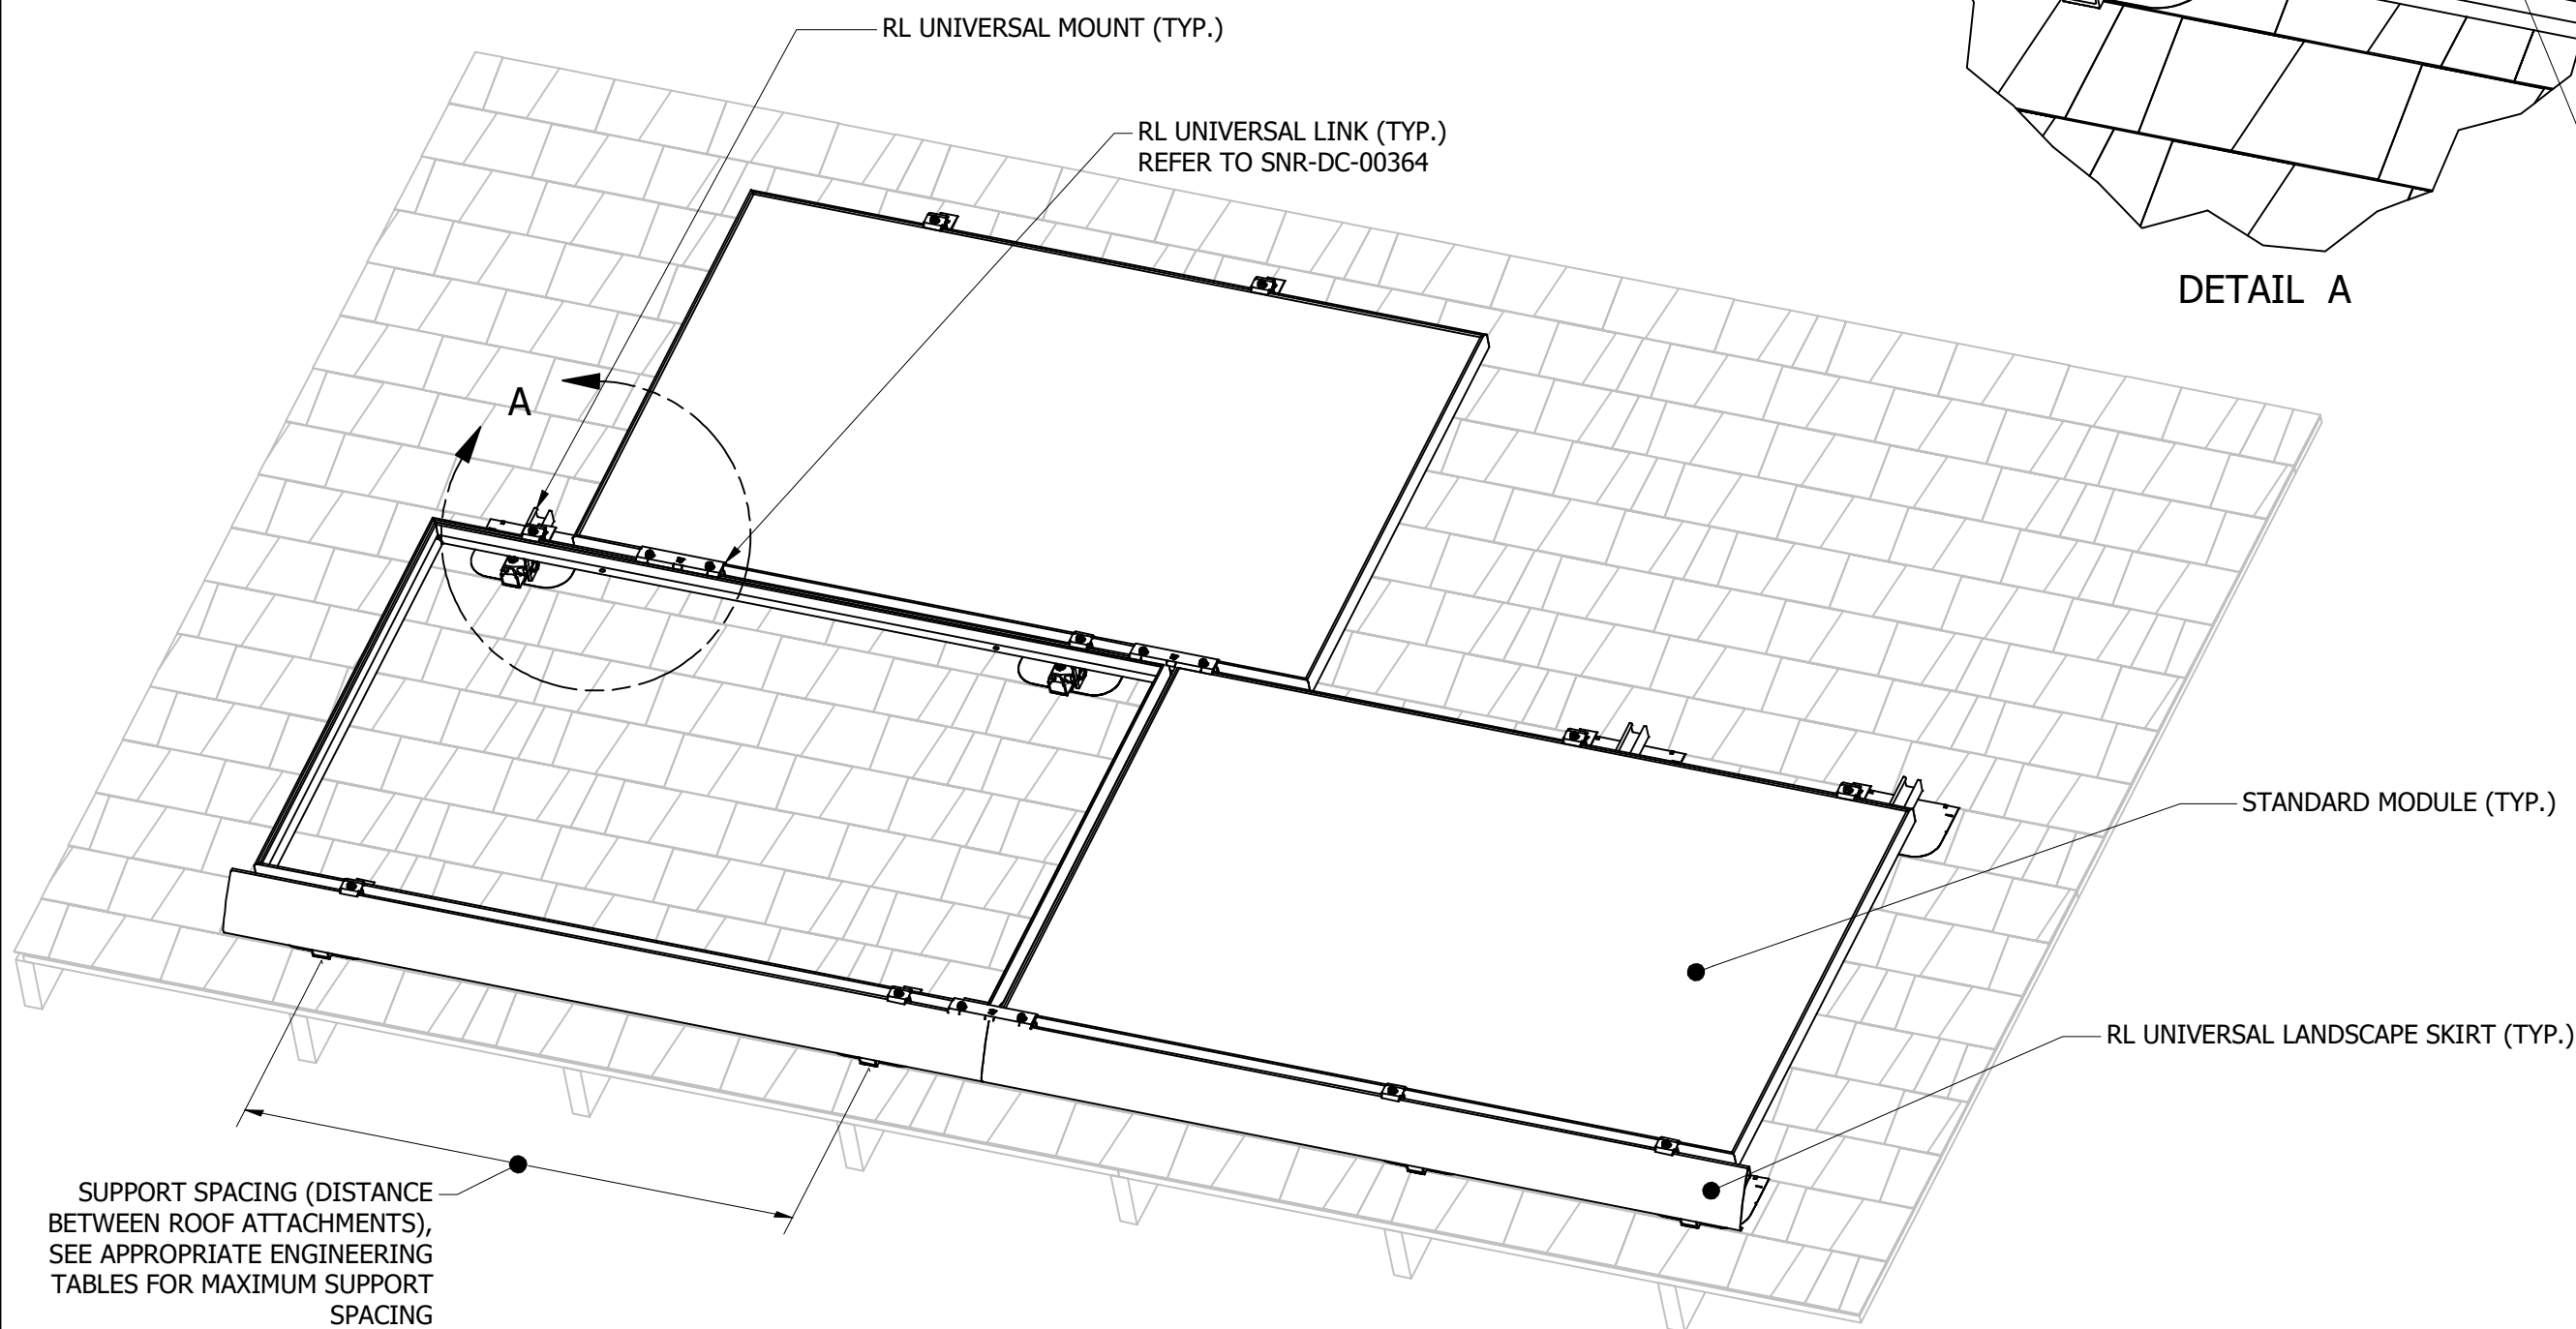 RL UNIVERSAL MOUNT (TYP.)
RL UNIVERSAL LINK (TYP.)
REFER TO SNR-DC-00364
DETAIL A
A
STANDARD MODULE (TYP.)
RL UNIVERSAL LANDSCAPE SKIRT (TYP.)
SUPPORT SPACING (DISTANCE
BETWEEN ROOF ATTACHMENTS),
SEE APPROPRIATE ENGINEERING
TABLES FOR MAXIMUM SUPPORT
SPACING